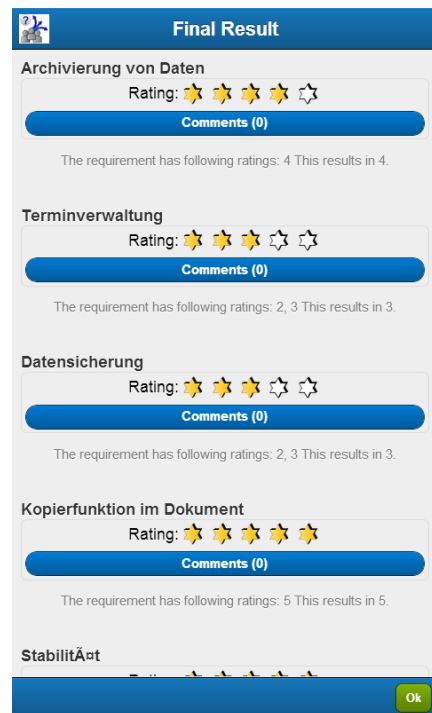 Final Result
Archivierung von Daten
Rating:
Comments (0)
The requirement has following ratings: 4 This results in 4.
Terminverwaltung
Rating:
Comments (0)
The requirement has following ratings: 2, 3 This results in 3.
Datensicherung
Rating:
Comments (0)
The requirement has following ratings: 2, 3 This results in 3.
Kopierfunktion im Dokument
Rating:
Comments (0)
The requirement has following ratings: 5 This results in 5.
StabilitÃ¤t
Ok